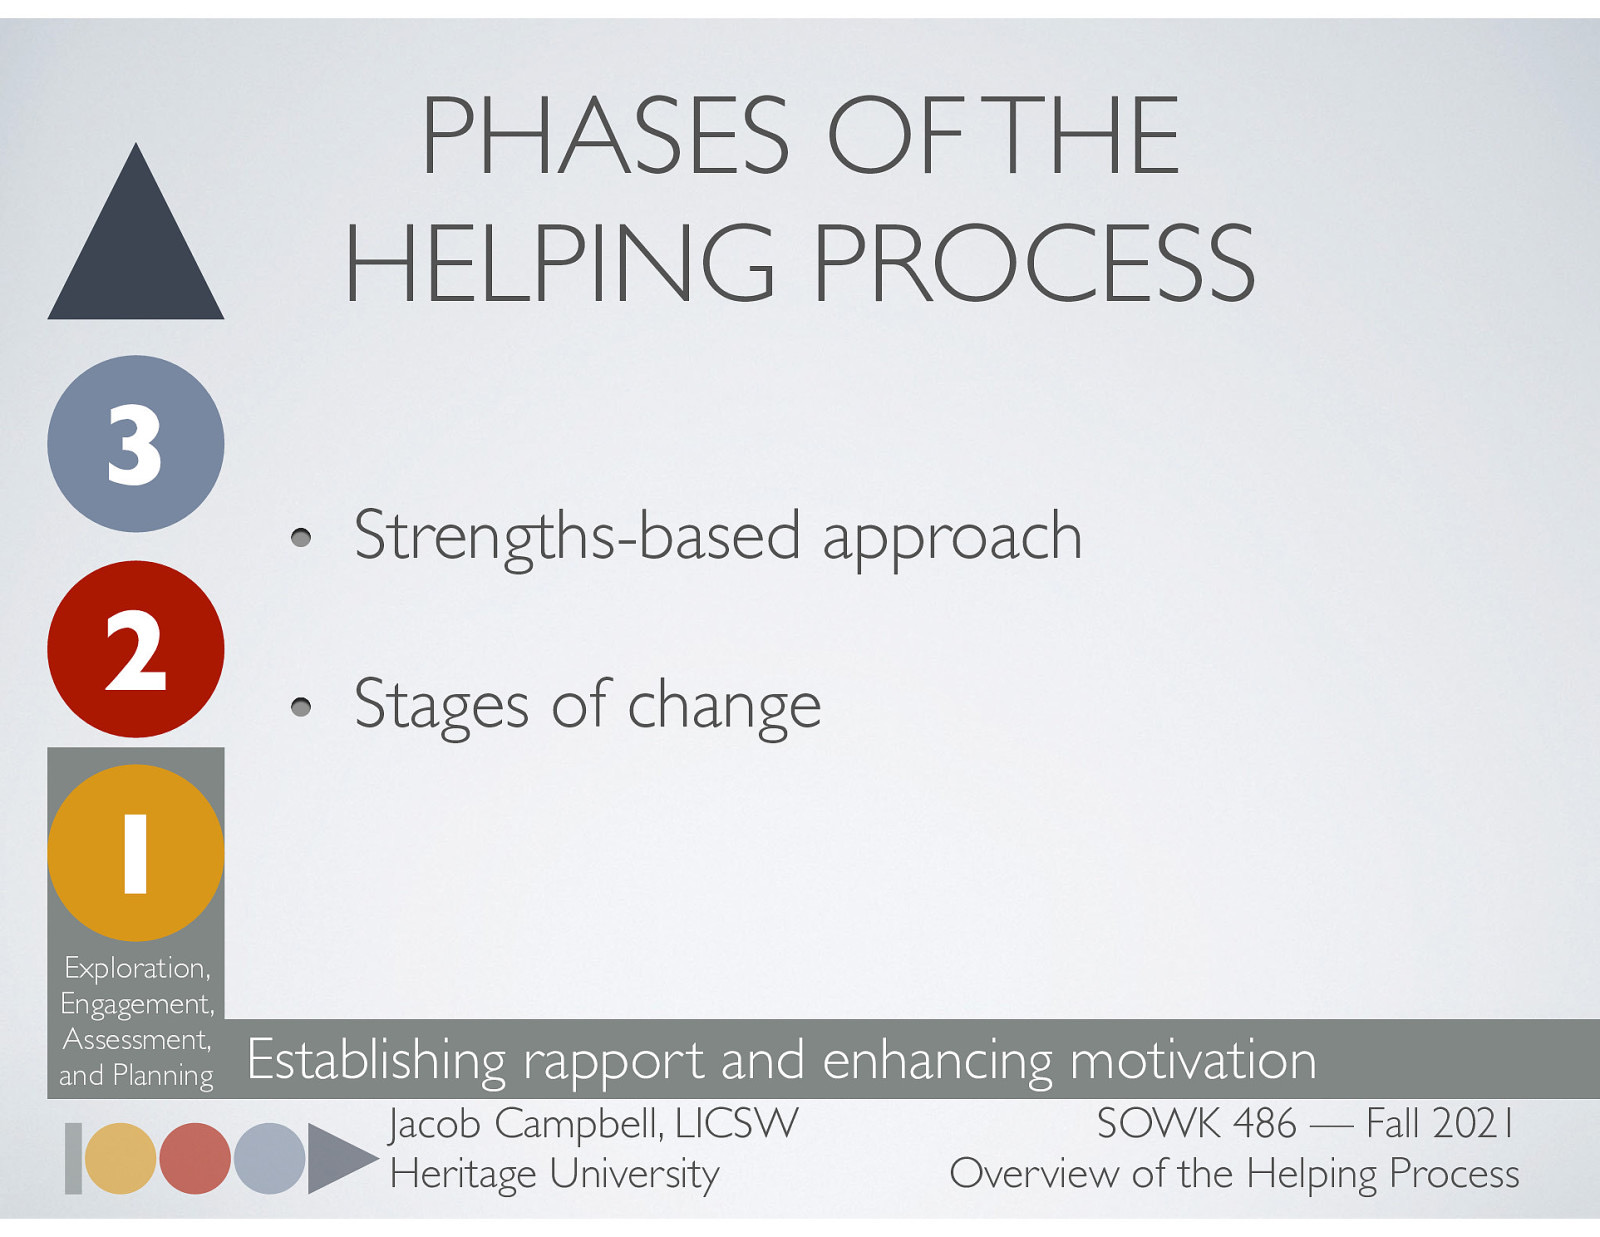 PHASES OF THE
HELPING PROCESS
3
2
1
• Strengths-based approach
• Stages of change
Exploration,
Engagement,
Assessment,
and Planning
Establishing rapport and enhancing motivation
Jacob Campbell, LICSW
Heritage University
SOWK 486 — Fall 2021
Overview of the Helping Process